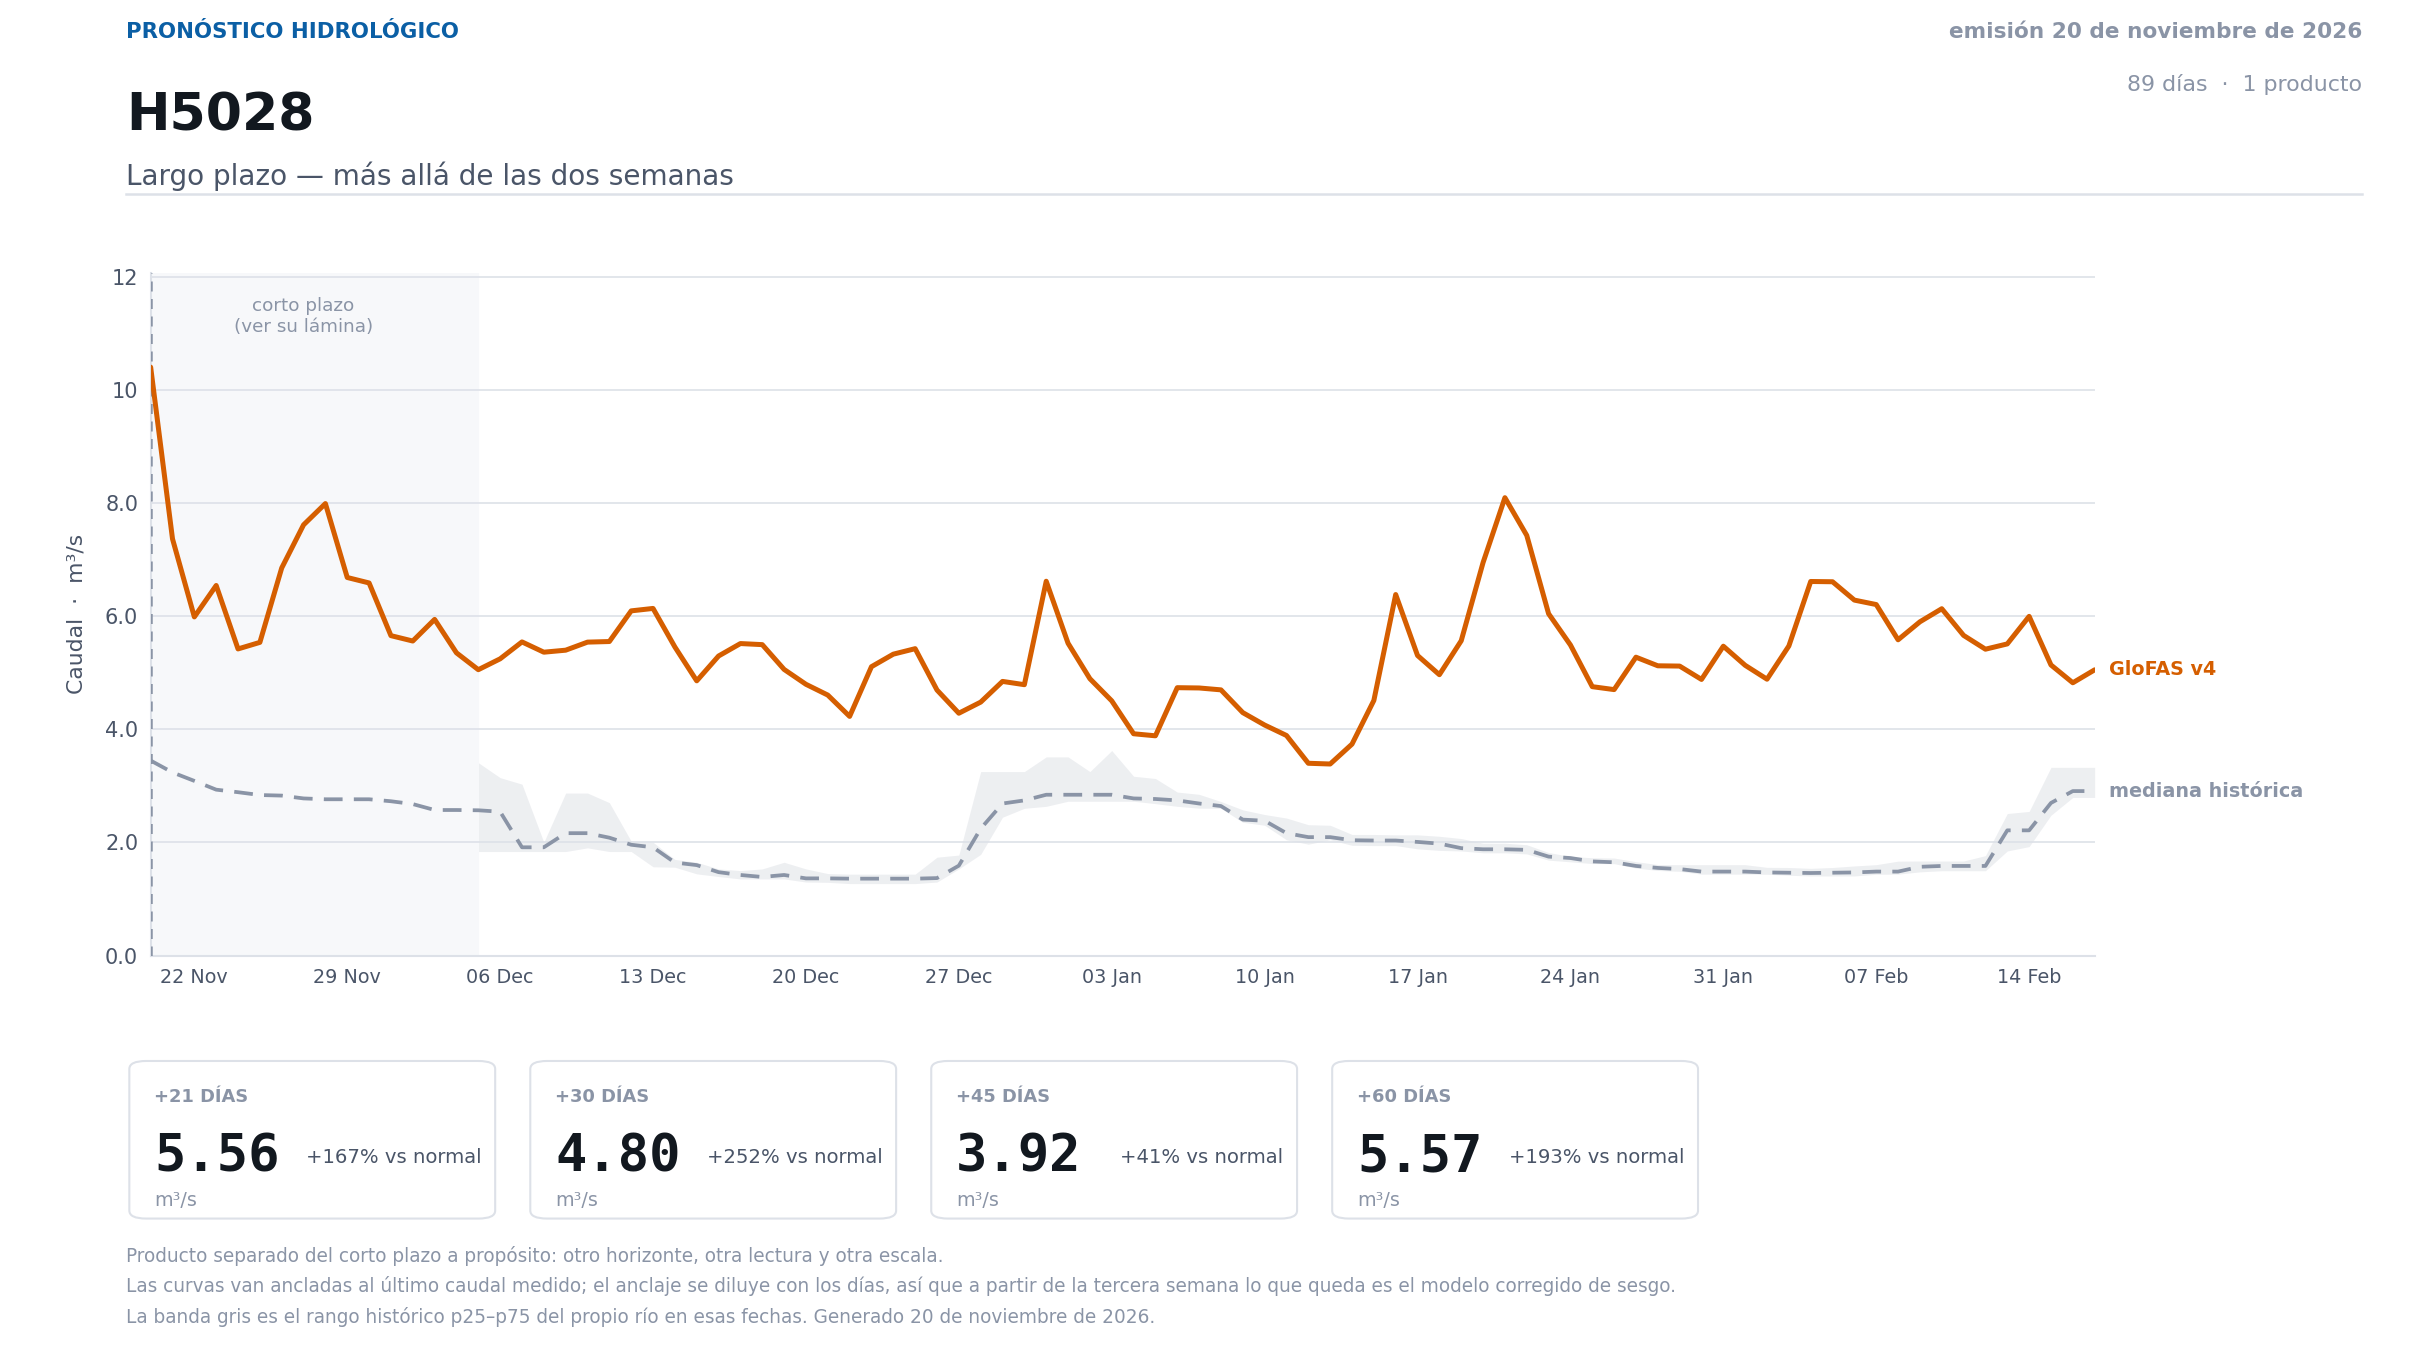 PRONÓSTICO HIDROLÓGICO
emisión 20 de noviembre de 2026
89 días · 1 producto
H5028
Largo plazo — más allá de las dos semanas
corto plazo
(ver su lámina)
Caudal · m³/s
12
10
8.0
6.0
4.0
2.0
0.0
GloFAS v4
mediana histórica
22 Nov
29 Nov
06 Dec
13 Dec
20 Dec
27 Dec
03 Jan
10 Jan
17 Jan
24 Jan
31 Jan
07 Feb
14 Feb
+21 DÍAS
5.56 +167% vs normal
m³/s
+30 DÍAS
4.80 +252% vs normal
m³/s
+45 DÍAS
3.92 +41% vs normal
m³/s
+60 DÍAS
5.57 +193% vs normal
m³/s
Producto separado del corto plazo a propósito: otro horizonte, otra lectura y otra escala.
Las curvas van ancladas al último caudal medido; el anclaje se diluye con los días, así que a partir de la tercera semana lo que queda es el modelo corregido de sesgo.
La banda gris es el rango histórico p25–p75 del propio río en esas fechas. Generado 20 de noviembre de 2026.